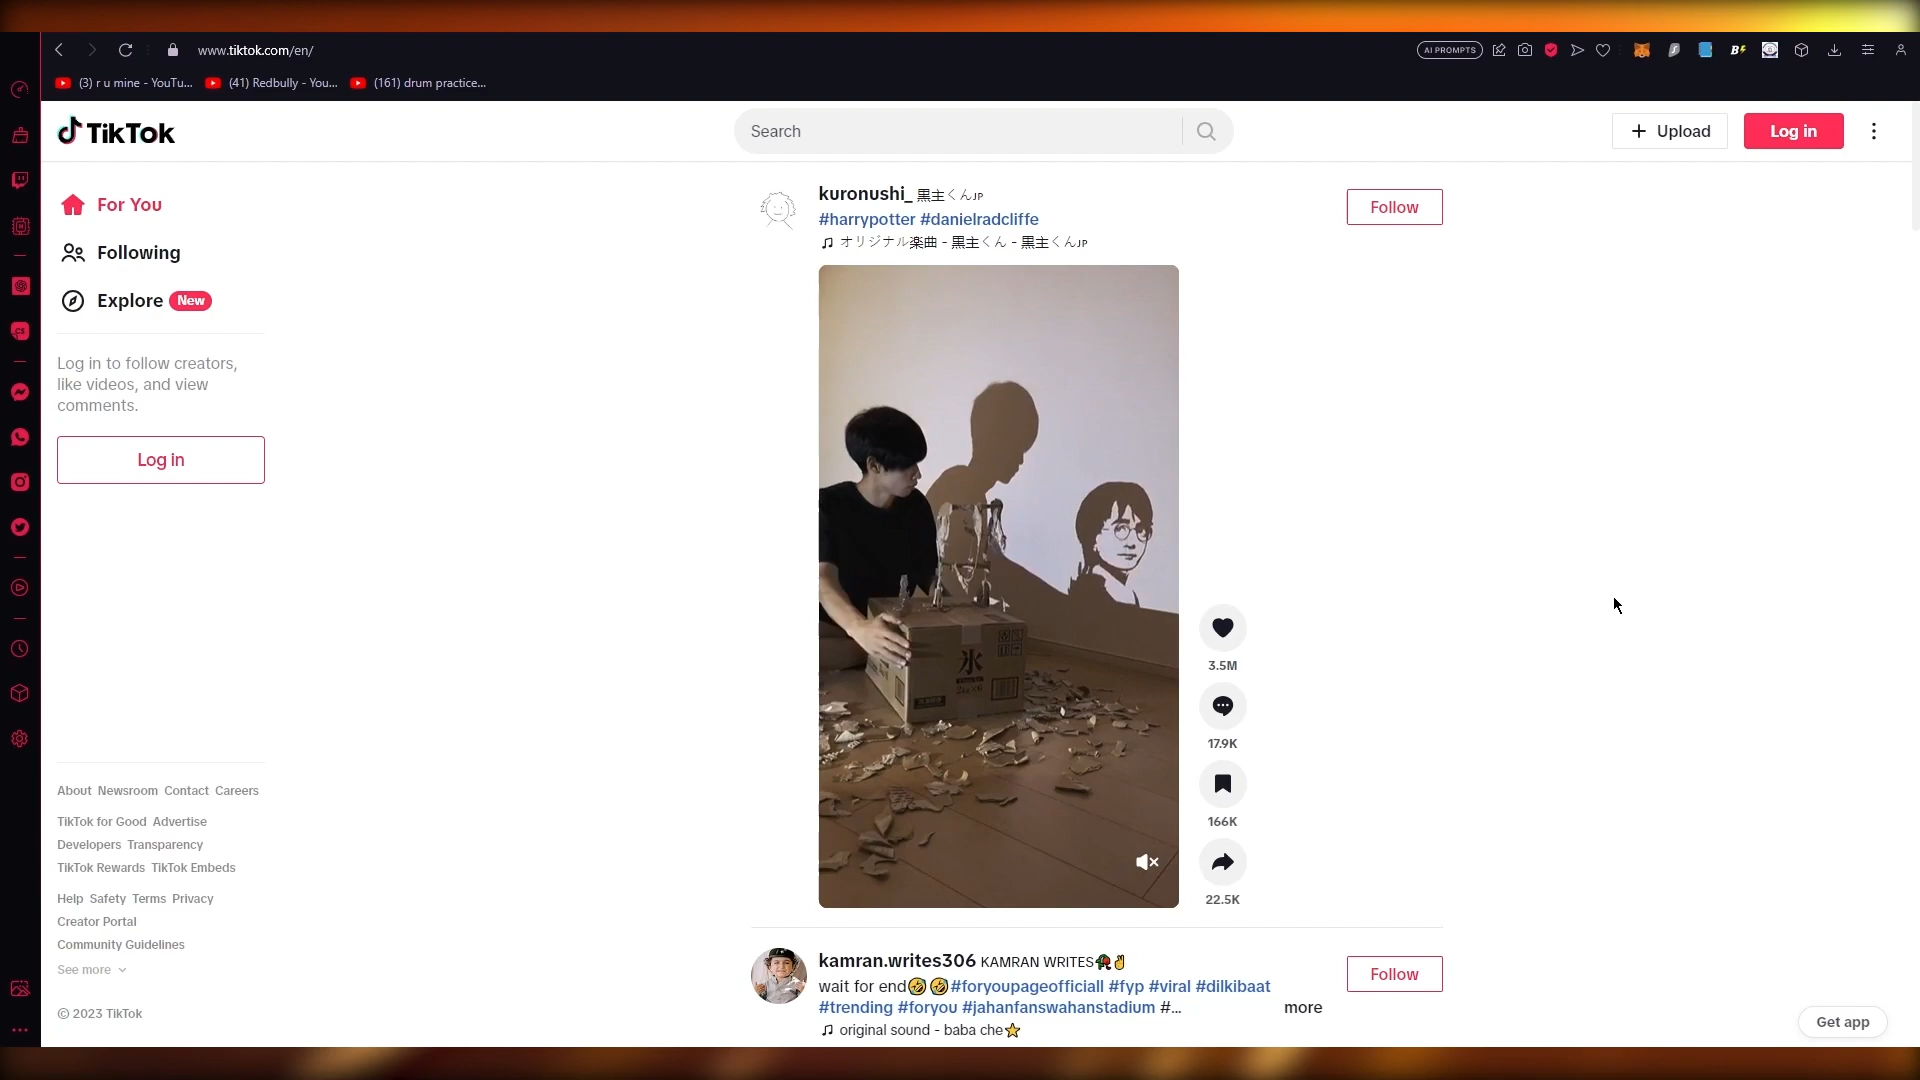 www.tiktok.com/en/
AI PROMPTS
(3) r u mine - YouTu...
(41) Redbully - You...
(161) drum practice...
TikTok
Search
Upload
Log in
For You
Following
Explore New
Log in to follow creators,
like videos, and view
comments.
Log in
About Newsroom Contact Careers
TikTok for Good Advertise
Developers Transparency
TikTok Rewards TikTok Embeds
Help Safety Terms Privacy
Creator Portal
Community Guidelines
See more
© 2023 TikTok
kuronushi_ 黒主くんJP
#harrypotter #danielradcliffe
オリジナル楽曲 - 黒主くん - 黒主くんJP
Follow
氷
3.5M
17.9K
166K
22.5K
kamran.writes306 KAMRAN WRITES🥀✌
wait for end🤣🤣#foryoupageofficiall #fyp #viral #dilkibaat
#trending #foryou #jahanfanswahanstadium #...
more
original sound - baba che⭐
Follow
Get app